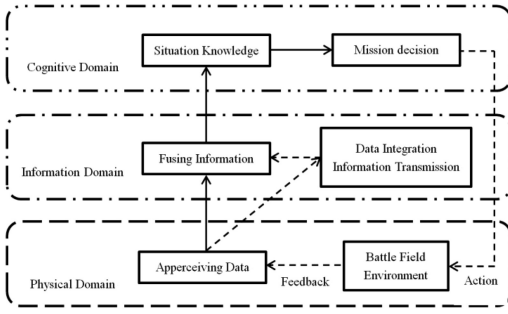 Situation Knowledge
Mission decision
Cognitive Domain
Fusing Information
Data Integration
Information Transmission
Information Domain
Apperceiving Data
Battle Field
Environment
Feedback
Action
Physical Domain